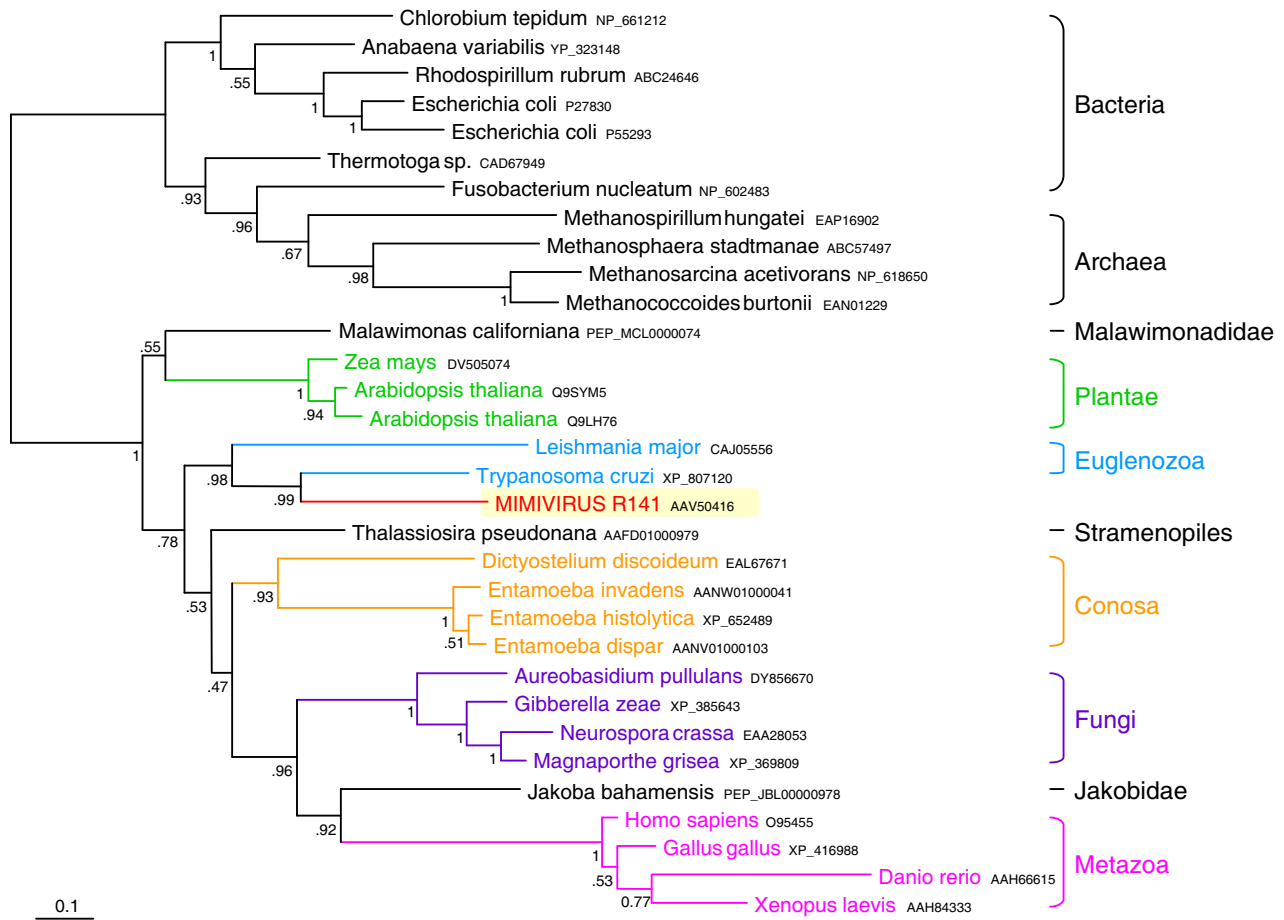 Chlorobium tepidum NP_661212
1
Anabaena variabilis YP_323148
.55
Rhodospirillum rubrum ABC24646
1
Escherichia coli P27830
1
Escherichia coli P55293
Bacteria
Thermotoga sp. CAD67949
.93
Fusobacterium nucleatum NP_602483
.96
Methanospirillum hungatei EAP16902
.67
Methanosphaera stadtmanae ABC57497
.98
Methanosarcina acetivorans NP_618650
1
Methanococcoides burtonii EAN01229
Archaea
Malawimonas californiana PEP_MCL0000074
Malawimonadidae
.55
Zea mays DV505074
1
Arabidopsis thaliana Q9SYM5
.94
Arabidopsis thaliana Q9LH76
Plantae
1
Leishmania major CAJ05556
.98
Trypanosoma cruzi XP_807120
.99
MIMIVIRUS R141 AAV50416
Euglenozoa
.78
Thalassiosira pseudonana AAFD01000979
Stramenopiles
.53
Dictyostelium discoideum EAL67671
.93
Entamoeba invadens AANW01000041
1
Entamoeba histolytica XP_652489
.51
Entamoeba dispar AANV01000103
Conosa
.47
Aureobasidium pullulans DY856670
1
Gibberella zeae XP_385643
1
Neurospora crassa EAA28053
1
Magnaporthe grisea XP_369809
Fungi
.96
Jakoba bahamensis PEP_JBL00000978
Jakobidae
.92
Homo sapiens O95455
1
Gallus gallus XP_416988
.53
Danio rerio AAH66615
0.77
Xenopus laevis AAH84333
Metazoa
0.1